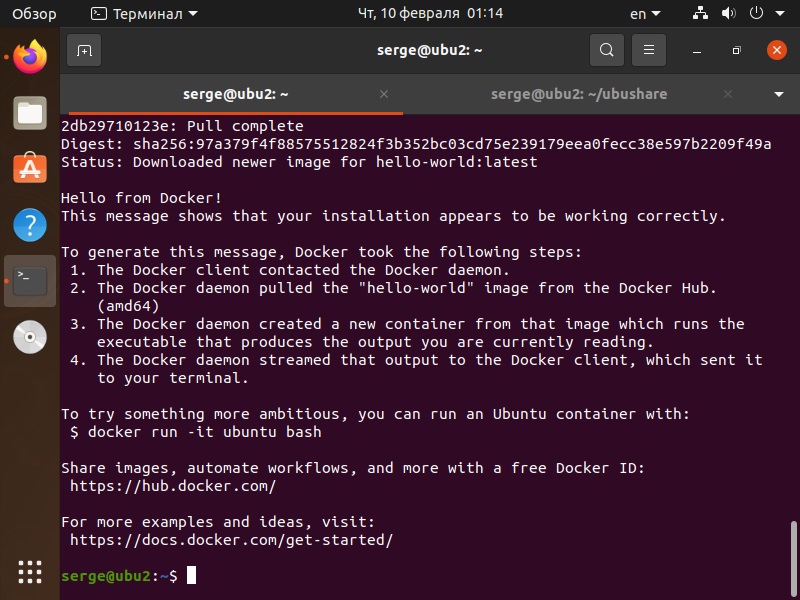 Обзор Терминал Чт, 10 февраля 01:14 en
serge@ubu2: ~
serge@ubu2: ~ serge@ubu2: ~/ubushare
2db29710123e: Pull complete
Digest: sha256:97a379f4f88575512824f3b352bc03cd75e239179eea0fecc38e597b2209f49a
Status: Downloaded newer image for hello-world:latest
Hello from Docker!
This message shows that your installation appears to be working correctly.
To generate this message, Docker took the following steps:
1. The Docker client contacted the Docker daemon.
2. The Docker daemon pulled the "hello-world" image from the Docker Hub.
(amd64)
3. The Docker daemon created a new container from that image which runs the
executable that produces the output you are currently reading.
4. The Docker daemon streamed that output to the Docker client, which sent it
to your terminal.
To try something more ambitious, you can run an Ubuntu container with:
$ docker run -it ubuntu bash
Share images, automate workflows, and more with a free Docker ID:
https://hub.docker.com/
For more examples and ideas, visit:
https://docs.docker.com/get-started/
serge@ubu2:~$